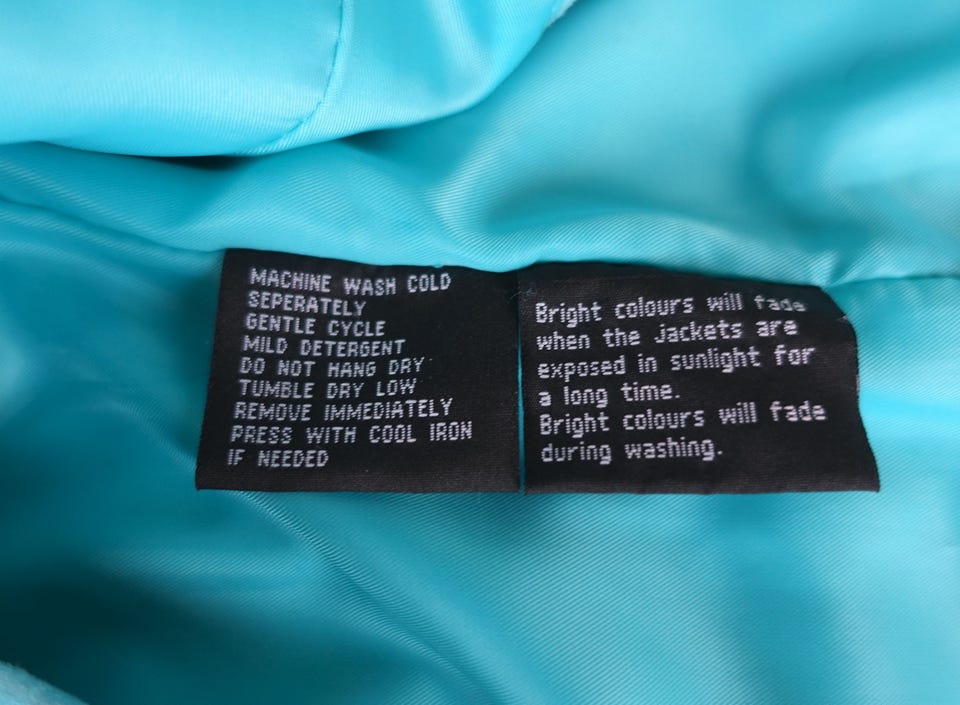 MACHINE WASH COLD
SEPERATELY
GENTLE CYCLE
MILD DETERGENT
DO NOT HANG DRY
TUMBLE DRY LOW
REMOVE IMMEDIATELY
PRESS WITH COOL IRON
IF NEEDED
Bright colours will fade
when the Jackets are
exposed in sunlight for
a long time.
Bright colours will fade
during washing.